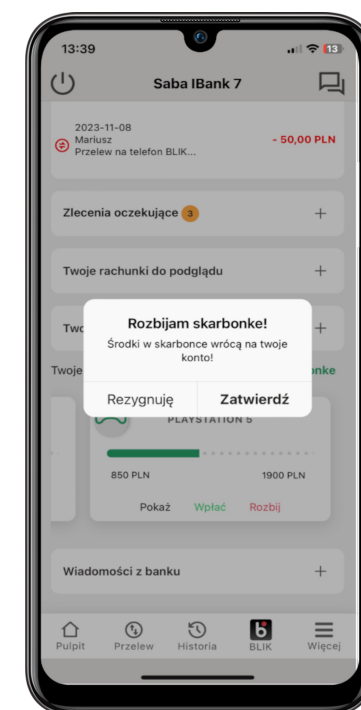 13:39
13
Saba IBank 7
2023-11-08
Mariusz
- 50,00 PLN
Przelew na telefon BLIK...
Zlecenia oczekujące 3
Twoje rachunki do podglądu
Rozbijam skarbonke!
Środki w skarbonce wrócą na twoje
konto!
Twoje
Rezygnuję
Zatwierdź
PLAYSTATION 5
850 PLN
1900 PLN
Pokaż
Wpłać
Rozbij
Wiadomości z banku
Pulpit
Przelew
Historia
BLIK
Więcej